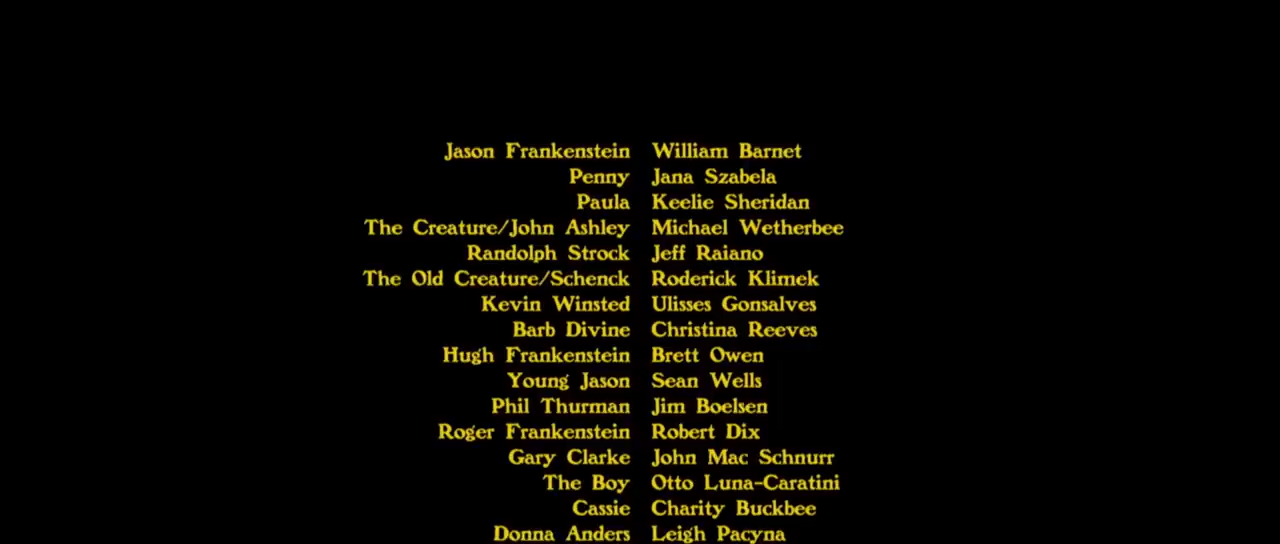 Jason Frankenstein William Barnet
Penny Jana Szabela
Paula Keelie Sheridan
The Creature/John Ashley Michael Wetherbee
Randolph Strock Jeff Raiano
The Old Creature/Schenck Roderick Klimek
Kevin Winsted Ulisses Gonsalves
Barb Divine Christina Reeves
Hugh Frankenstein Brett Owen
Young Jason Sean Wells
Phil Thurman Jim Boelsen
Roger Frankenstein Robert Dix
Gary Clarke John Mac Schnurr
The Boy Otto Luna-Caratini
Cassie Charity Buckbee
Donna Anders Leigh Pacyna